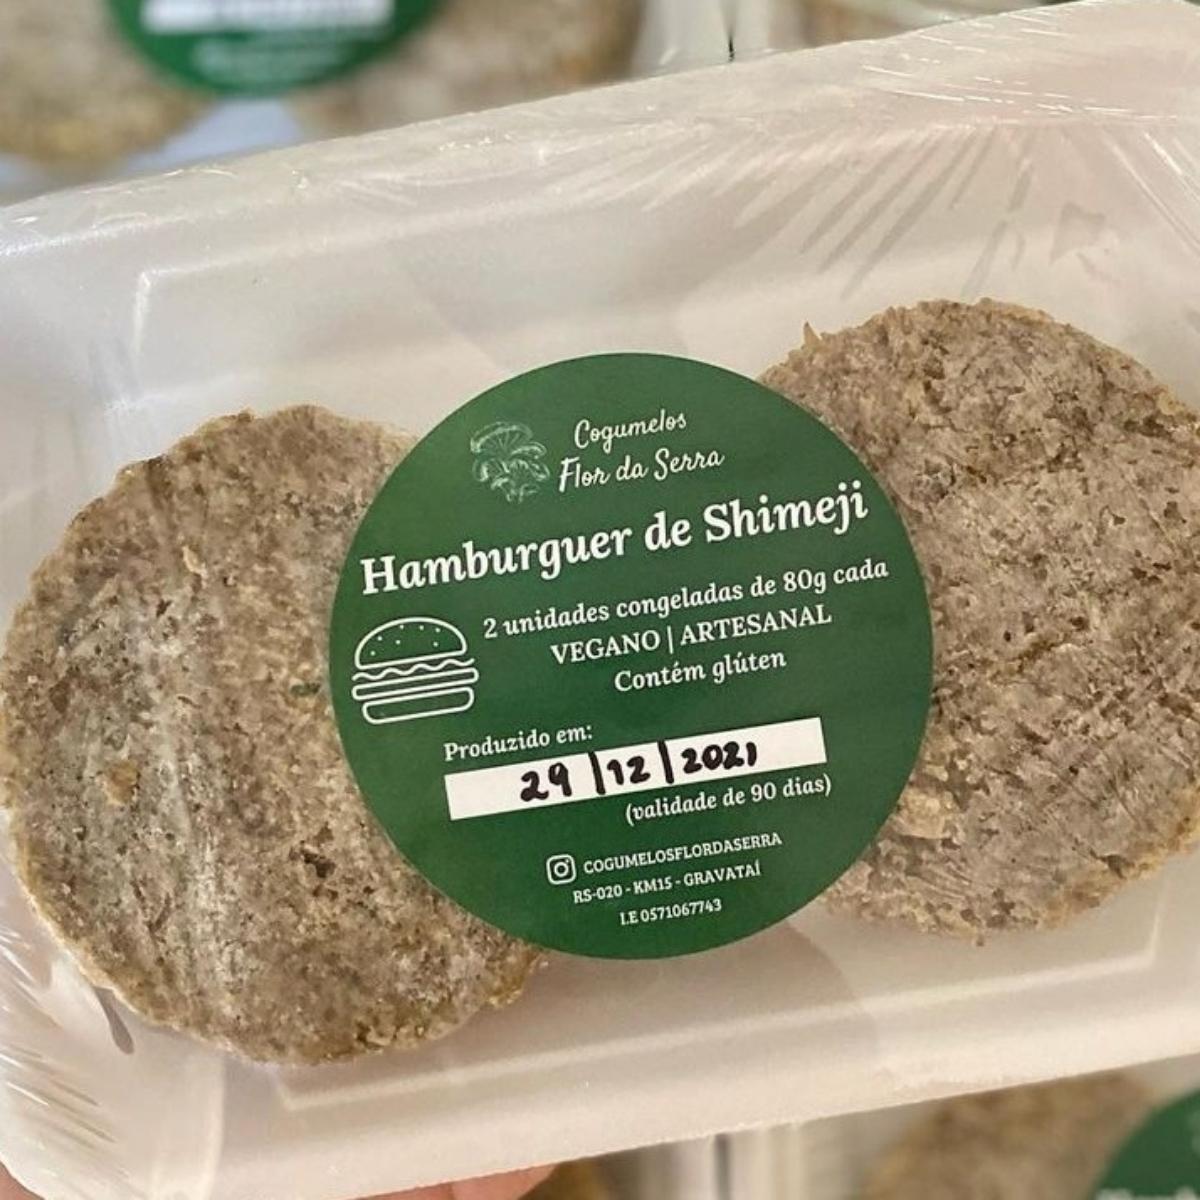 Cogumelos
Flor da Serra
Hamburguer de Shimeji
2 unidades congeladas de 80g cada
VEGANO | ARTESANAL
Contém glúten
Produzido em:
29/12/2021
(validade de 90 dias)
COGUMELOSFLORDASERRA
RS-020 - KM15 - GRAVATAÍ
I.E 0571067743